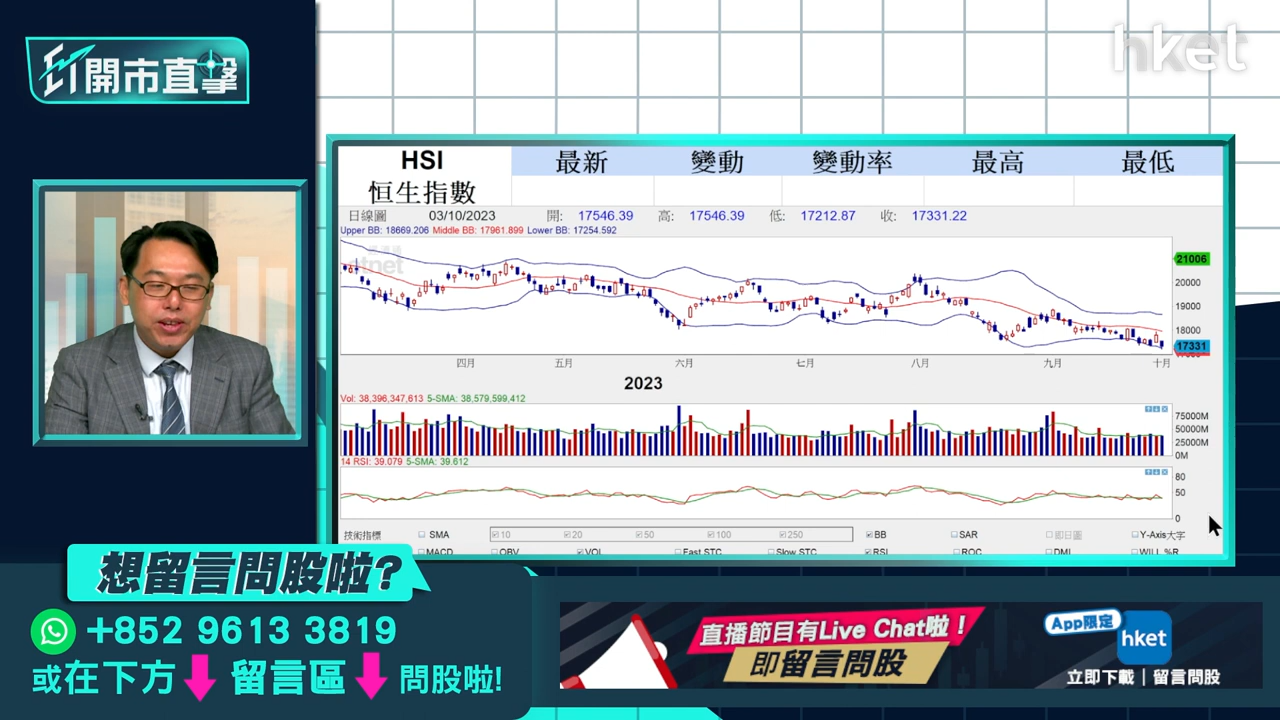 EI開市直擊
hket
HSI 最新 變動 變動率 最高 最低
恒生指數
日線圖 03/10/2023 開: 17546.39 高: 17546.39 低: 17212.87 收: 17331.22
Upper BB: 18669.206 Middle BB: 17961.899 Lower BB: 17254.592
etnet
21006
20000
19000
18000
17331
四月 五月 六月 七月 八月 九月 十月
2023
Vol: 38,396,347,613 5-SMA: 38,579,599,412
75000M
50000M
25000M
0M
14 RSI: 39.079 5-SMA: 39.612
80
50
0
技術指標 SMA 10 20 50 100 250 BB SAR 即日圖 Y-Axis大字
MACD OBV VOL Fast STC Slow STC RSI ROC DMI WILL %R
想留言問股啦?
+852 9613 3819
或在下方 留言區 問股啦!
直播節目有Live Chat啦!
即留言問股
App限定
hket
立即下載|留言問股